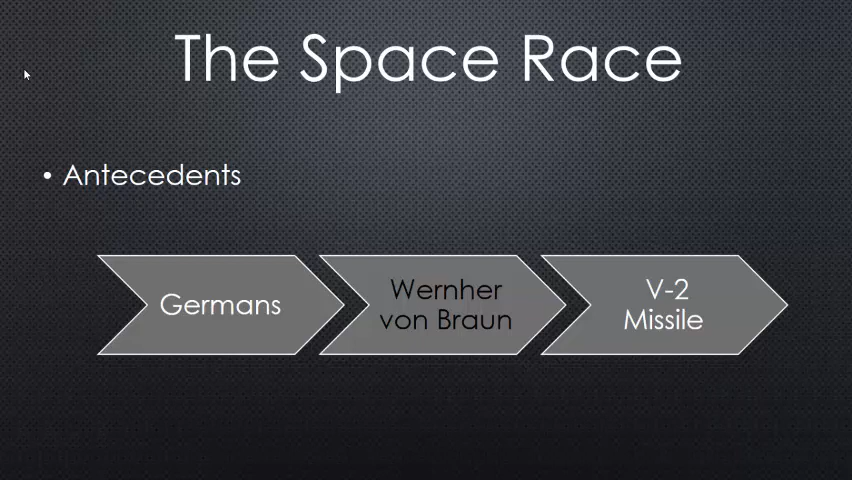 The Space Race
• Antecedents
Germans
Wernher
von Braun
V-2
Missile